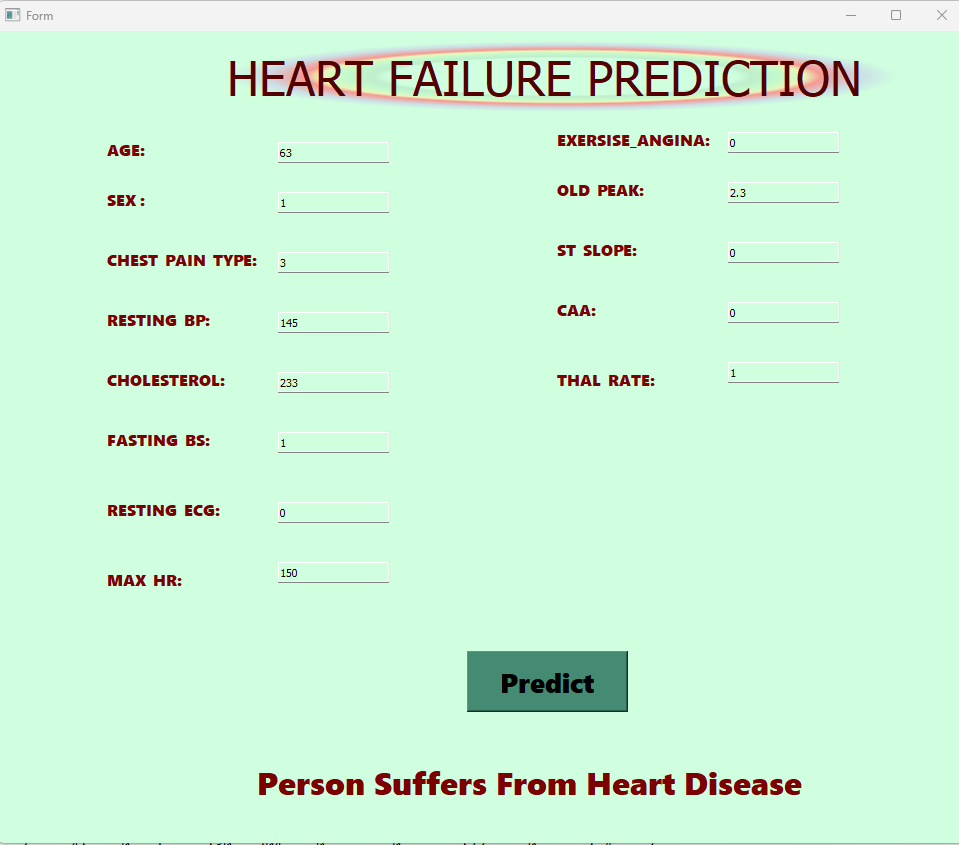 Form
HEART FAILURE PREDICTION
AGE: 63
SEX : 1
CHEST PAIN TYPE: 3
RESTING BP: 145
CHOLESTEROL: 233
FASTING BS: 1
RESTING ECG: 0
MAX HR: 150
EXERSISE_ANGINA: 0
OLD PEAK: 2.3
ST SLOPE: 0
CAA: 0
THAL RATE: 1
Predict
Person Suffers From Heart Disease